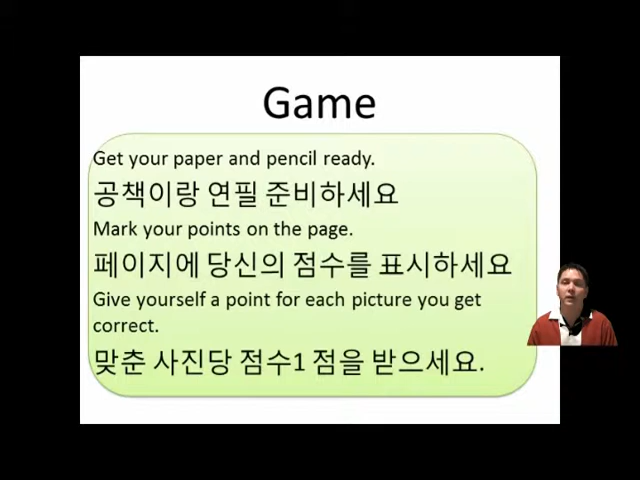 Game
Get your paper and pencil ready.
공책이랑 연필 준비하세요
Mark your points on the page.
페이지에 당신의 점수를 표시하세요
Give yourself a point for each picture you get
correct.
맞춘 사진당 점수1 점을 받으세요.